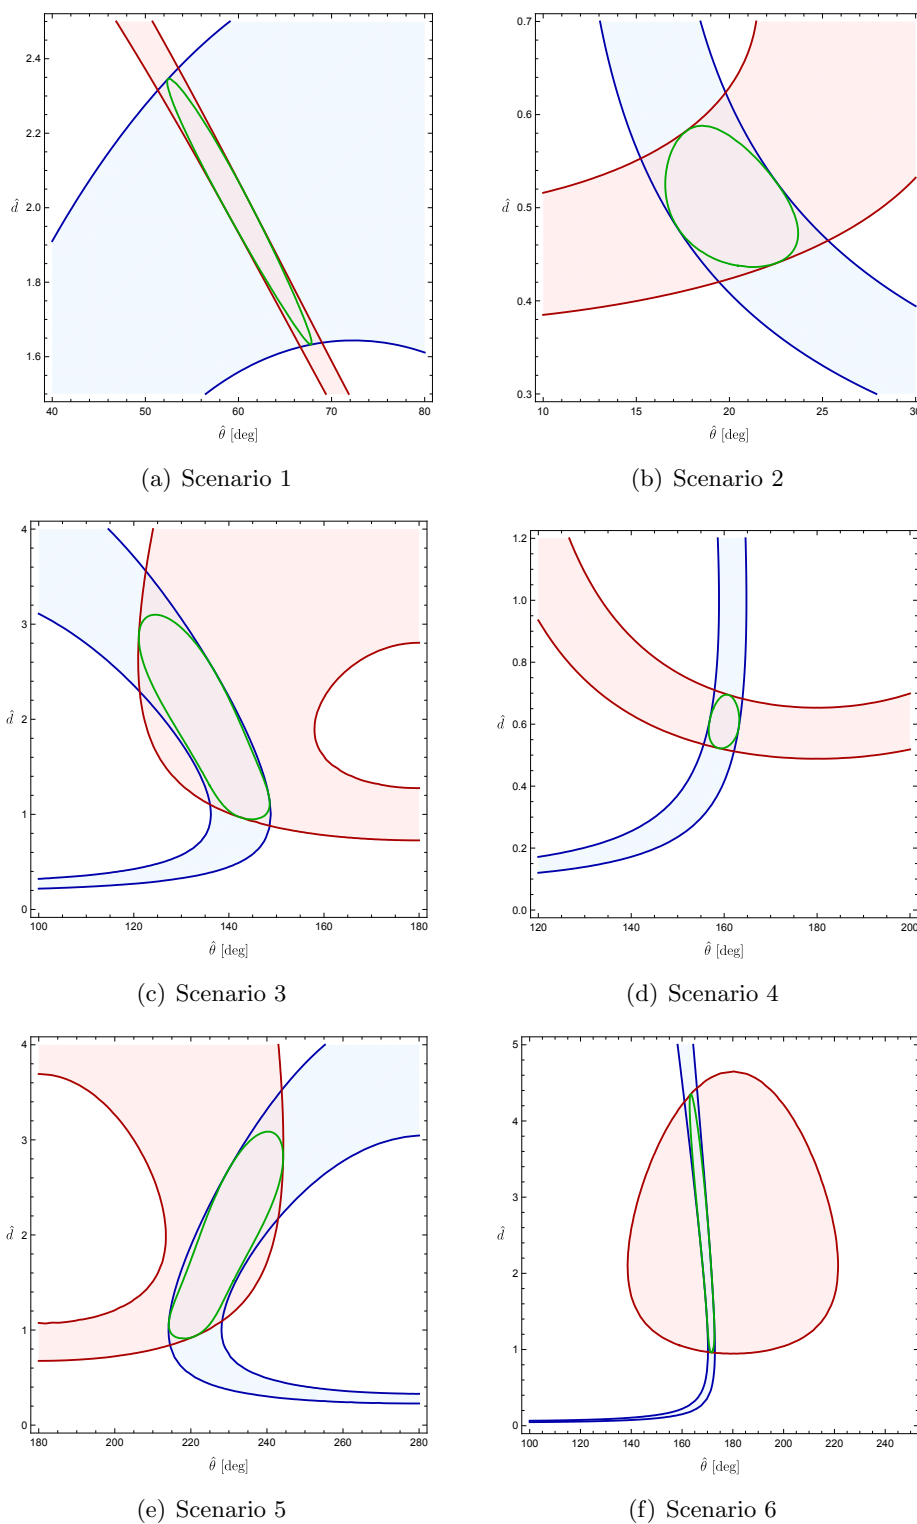 2.4
2.2
2.0
1.8
1.6
d̂
40 50 60 70 80
θ̂ [deg]
(a) Scenario 1
0.7
0.6
0.5
0.4
0.3
d̂
10 15 20 25
θ̂ [deg]
(b) Scenario 2
4
3
2
1
0
d̂
100 120 140 160 180
θ̂ [deg]
(c) Scenario 3
1.2
1.0
0.8
0.6
0.4
0.2
0.0
d̂
120 140 160 180 200
θ̂ [deg]
(d) Scenario 4
4
3
2
1
0
d̂
180 200 220 240 260 280
θ̂ [deg]
(e) Scenario 5
5
4
3
2
1
0
d̂
100 120 140 160 180 200 220 240
θ̂ [deg]
(f) Scenario 6